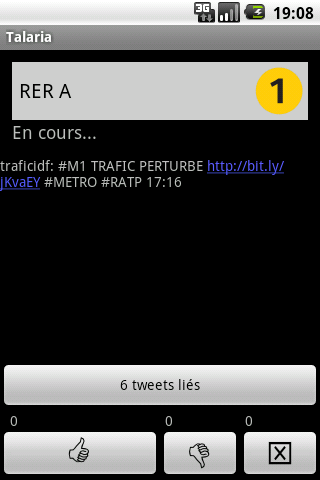 3G 19:08
Talaria
RER A 1
En cours...
traficidf: #M1 TRAFIC PERTURBE http://bit.ly/
jKvaEY #METRO #RATP 17:16
6 tweets liés
0 0 0